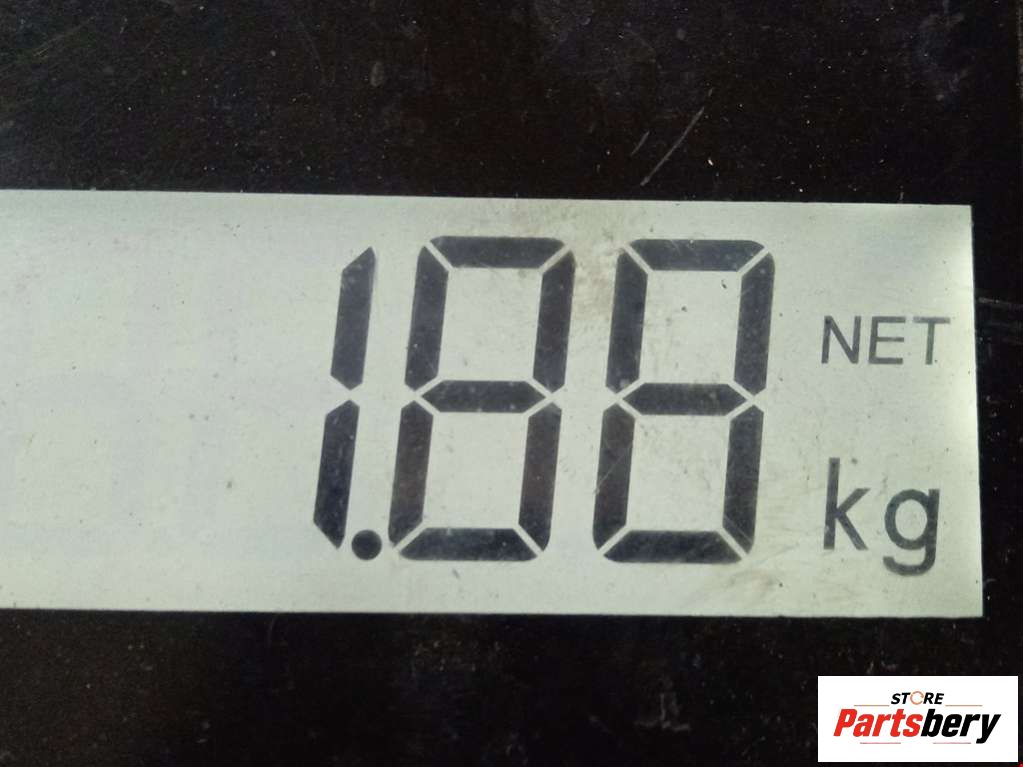 1.88
NET
kg
STORE
Partsbery